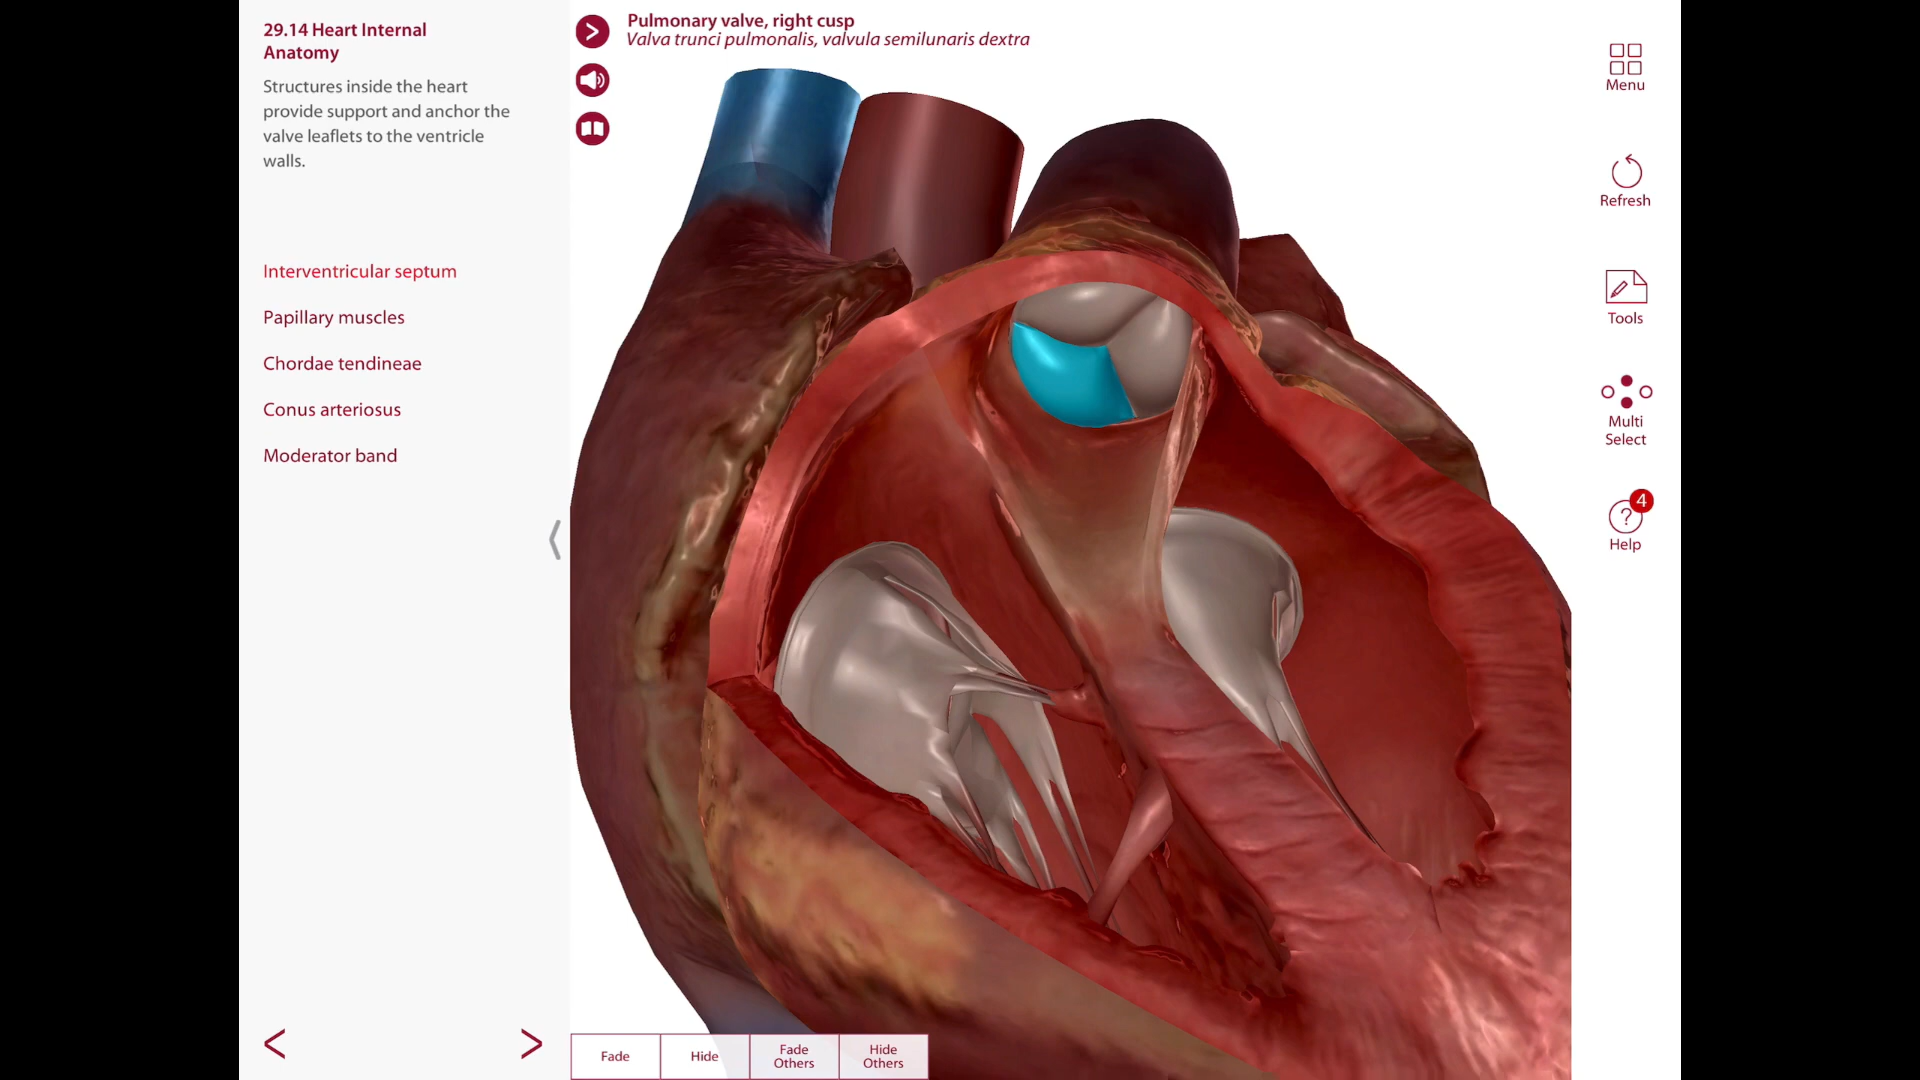 29.14 Heart Internal
Anatomy
Structures inside the heart
provide support and anchor the
valve leaflets to the ventricle
walls.
Interventricular septum
Papillary muscles
Chordae tendineae
Conus arteriosus
Moderator band
Pulmonary valve, right cusp
Valva trunci pulmonalis, valvula semilunaris dextra
Menu
Refresh
Tools
Multi
Select
4
?
Help
Fade
Hide
Fade
Others
Hide
Others